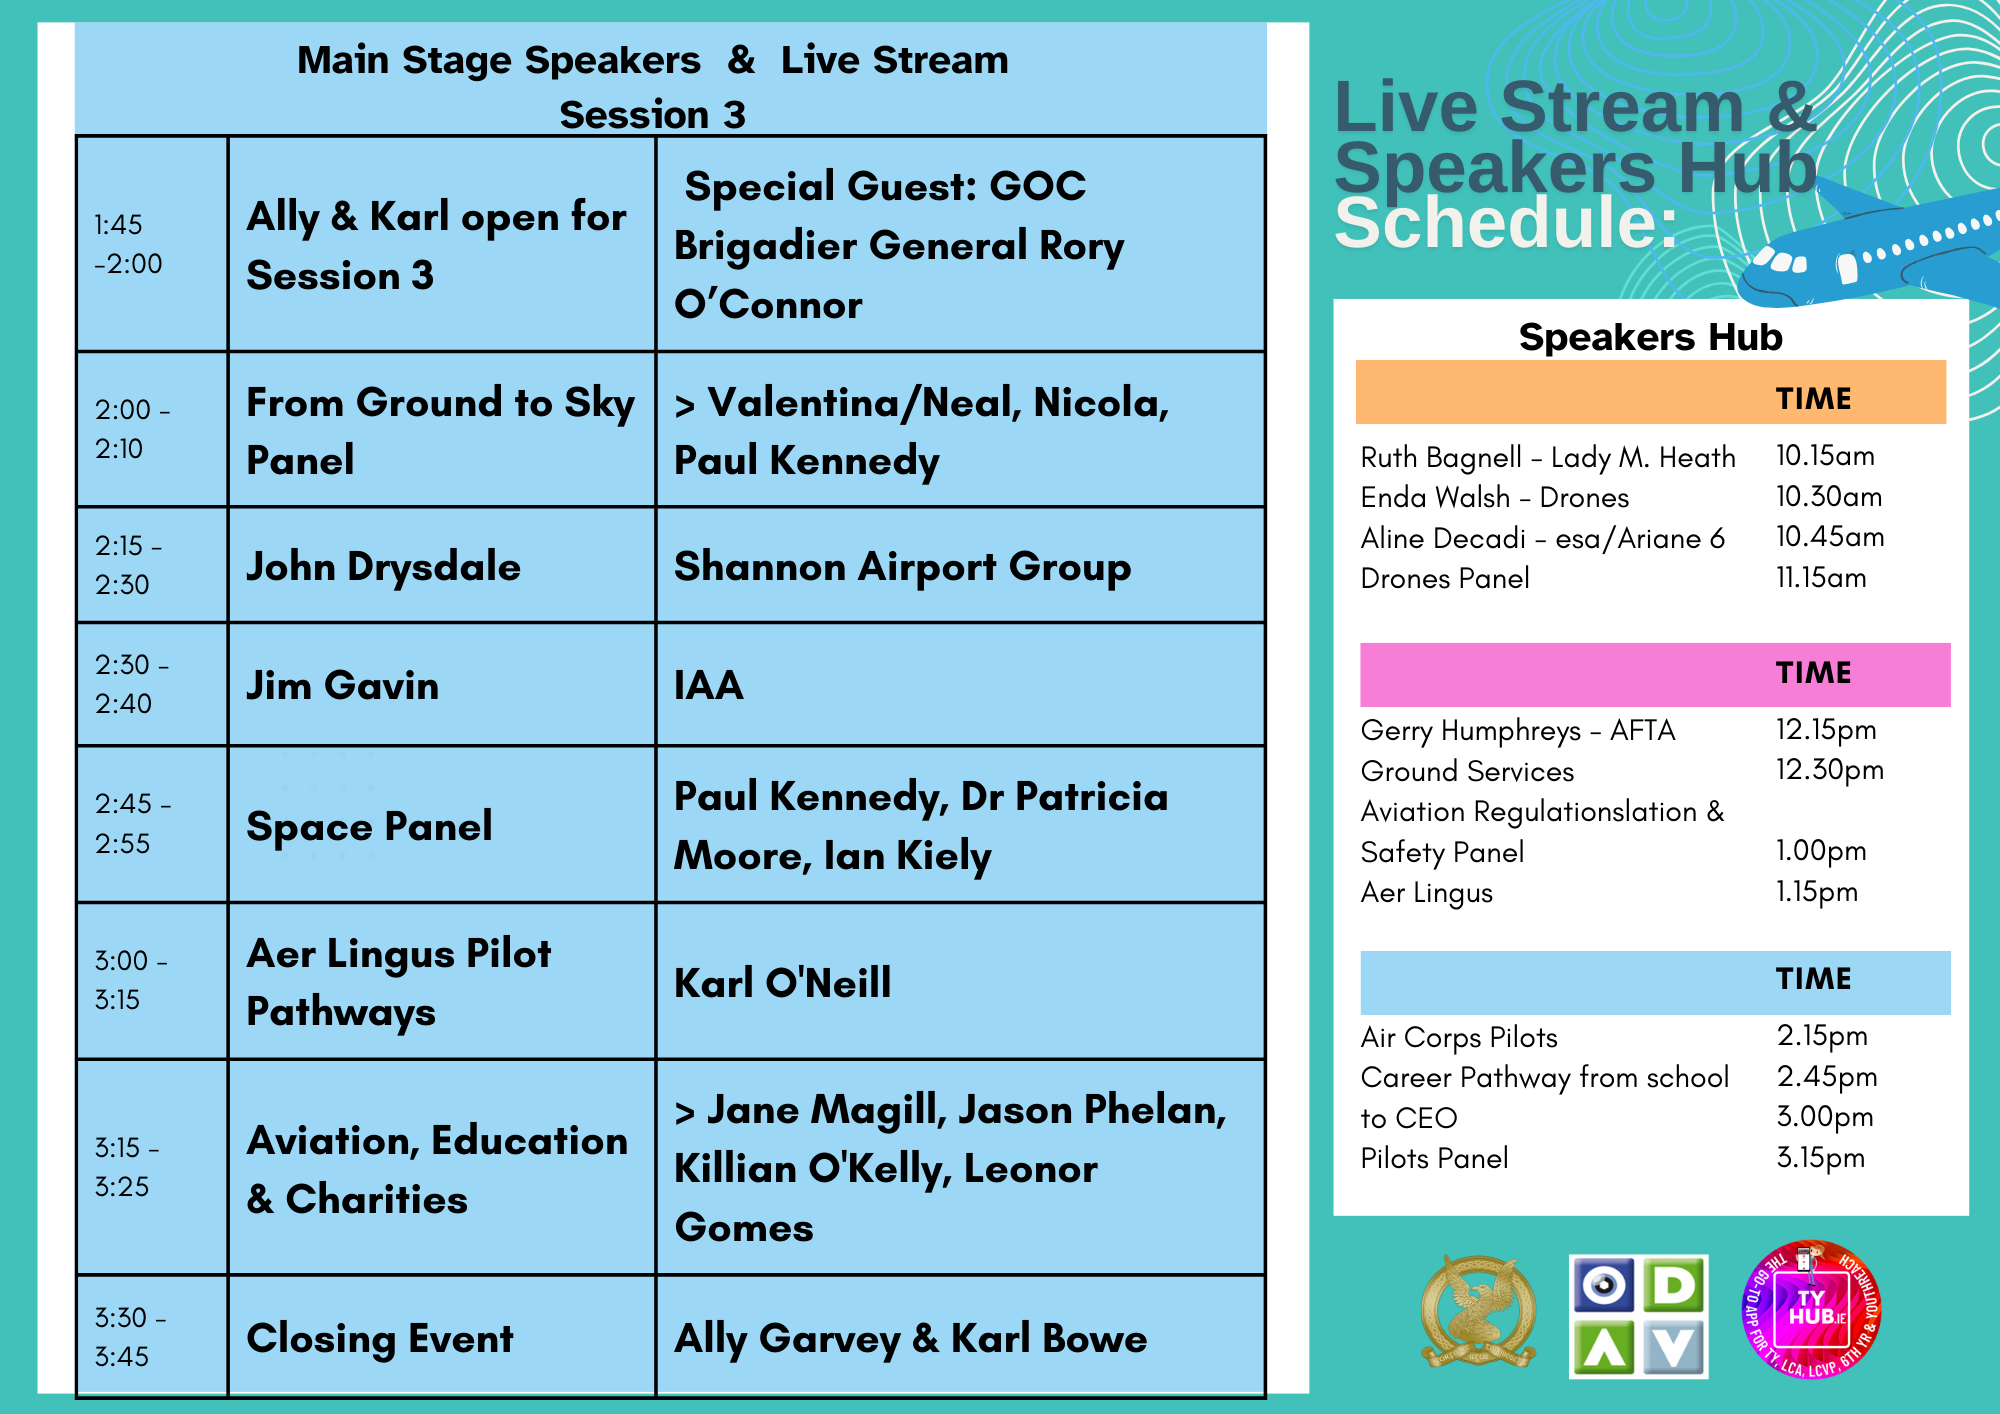 Main Stage Speakers & Live Stream
Session 3
1:45
-2:00
Ally & Karl open for
Session 3
Special Guest: GOC
Brigadier General Rory
O’Connor
2:00 -
2:10
From Ground to Sky
Panel
> Valentina/Neal, Nicola,
Paul Kennedy
2:15 -
2:30
John Drysdale
Shannon Airport Group
2:30 -
2:40
Jim Gavin
IAA
2:45 -
2:55
Space Panel
Paul Kennedy, Dr Patricia
Moore, Ian Kiely
3:00 -
3:15
Aer Lingus Pilot
Pathways
Karl O'Neill
3:15 -
3:25
Aviation, Education
& Charities
> Jane Magill, Jason Phelan,
Killian O'Kelly, Leonor
Gomes
3:30 -
3:45
Closing Event
Ally Garvey & Karl Bowe
Live Stream &
Speakers Hub
Schedule:
Speakers Hub
TIME
Ruth Bagnell - Lady M. Heath 10.15am
Enda Walsh - Drones 10.30am
Aline Decadi - esa/Ariane 6 10.45am
Drones Panel 11.15am
TIME
Gerry Humphreys - AFTA 12.15pm
Ground Services 12.30pm
Aviation Regulationslation &
Safety Panel 1.00pm
Aer Lingus 1.15pm
TIME
Air Corps Pilots 2.15pm
Career Pathway from school 2.45pm
to CEO 3.00pm
Pilots Panel 3.15pm
O D
A V
TY
HUB.IE
THE GO-TO APP FOR TY, LCA, LCVP, 6TH YR & YOUTHREACH